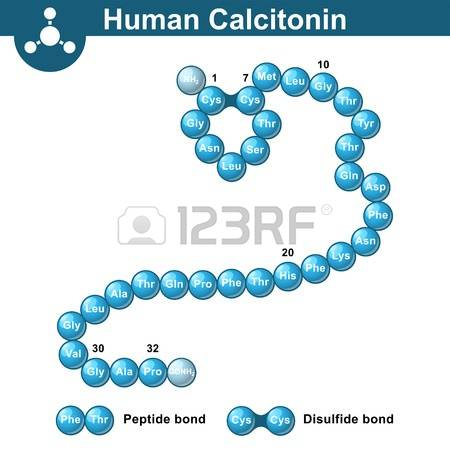 Human Calcitonin
NH₂ 1 7 Met Leu Gly 10
Cys Cys Thr
Gly Thr Tyr
Asn Ser Thr
Leu Gln
Asp
Phe
Asn
123RF
20 Lys
Leu Ala Thr Gln Pro Phe Thr His Phe
Gly
Val 30 32
Gly Ala Pro CONH₂
Phe Thr Peptide bond Cys Cys Disulfide bond